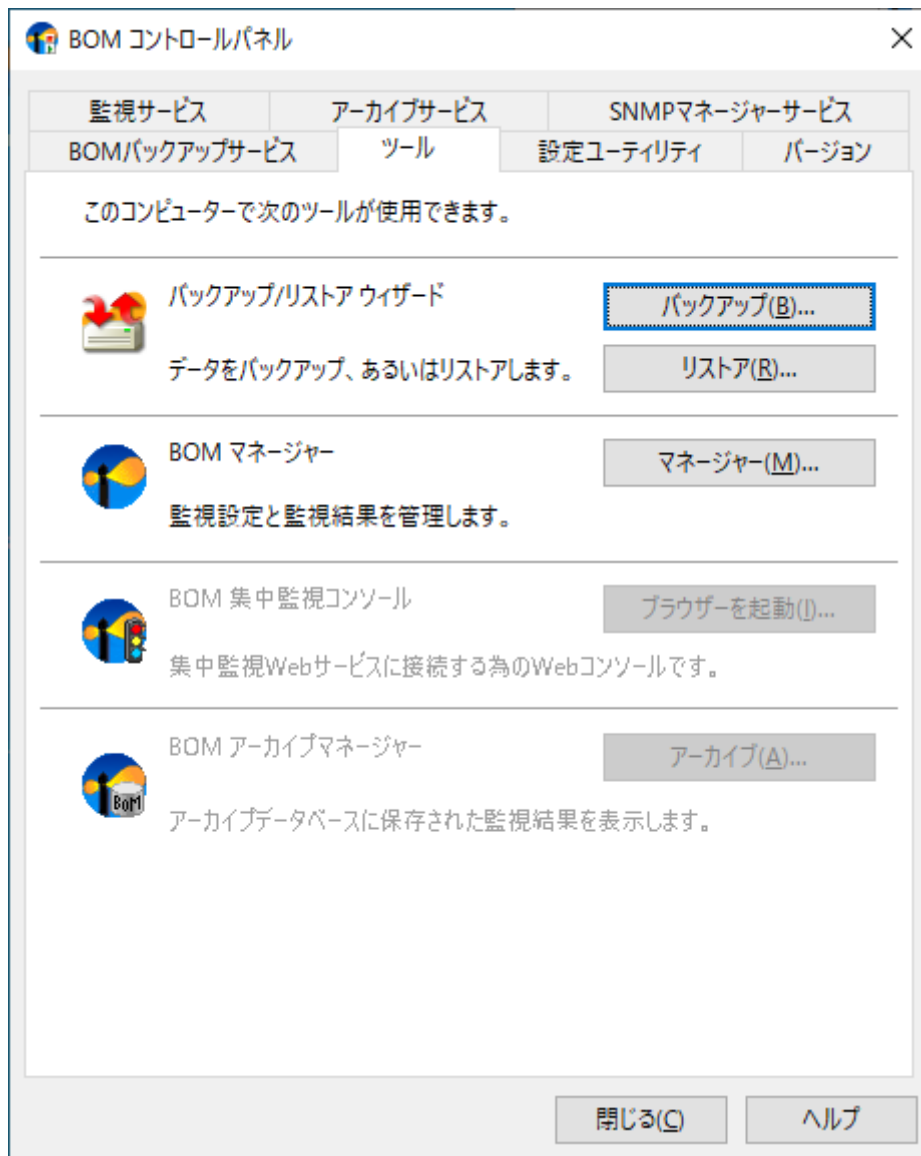 BOM コントロールパネル
監視サービス
アーカイブサービス
SNMPマネージャーサービス
BOMバックアップサービス
ツール
設定ユーティリティ
バージョン
このコンピューターで次のツールが使用できます。
バックアップ/リストア ウィザード
バックアップ(B)...
データをバックアップ、あるいはリストアします。
リストア(R)...
BOM マネージャー
マネージャー(M)...
監視設定と監視結果を管理します。
BOM 集中監視コンソール
ブラウザーを起動(I)...
集中監視Webサービスに接続する為のWebコンソールです。
BOM アーカイブマネージャー
アーカイブ(A)...
BOM
アーカイブデータベースに保存された監視結果を表示します。
閉じる(C)
ヘルプ